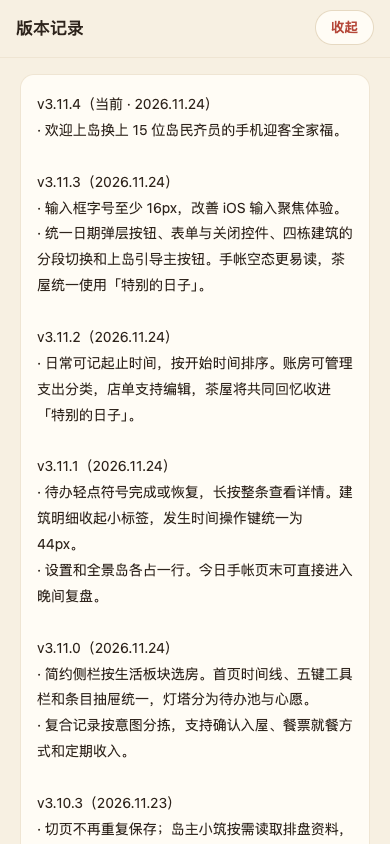 版本记录
收起
v3.11.4（当前 · 2026.11.24）
· 欢迎上岛换上 15 位岛民齐员的手机迎客全家福。
v3.11.3（2026.11.24）
· 输入框字号至少 16px，改善 iOS 输入聚焦体验。
· 统一日期弹层按钮、表单与关闭控件、四栋建筑的
分段切换和上岛引导主按钮。手帐空态更易读，茶
屋统一使用「特别的日子」。
v3.11.2（2026.11.24）
· 日常可记起止时间，按开始时间排序。账房可管理
支出分类，店单支持编辑，茶屋将共同回忆收进
「特别的日子」。
v3.11.1（2026.11.24）
· 待办轻点符号完成或恢复，长按整条查看详情。建
筑明细收起小标签，发生时间操作键统一为
44px。
· 设置和全景岛各占一行。今日手帐页末可直接进入
晚间复盘。
v3.11.0（2026.11.24）
· 简约侧栏按生活板块选房。首页时间线、五键工具
栏和条目抽屉统一，灯塔分为待办池与心愿。
· 复合记录按意图分拣，支持确认入屋、餐票就餐方
式和定期收入。
v3.10.3（2026.11.23）
· 切页不再重复保存；岛主小筑按需读取排盘资料，